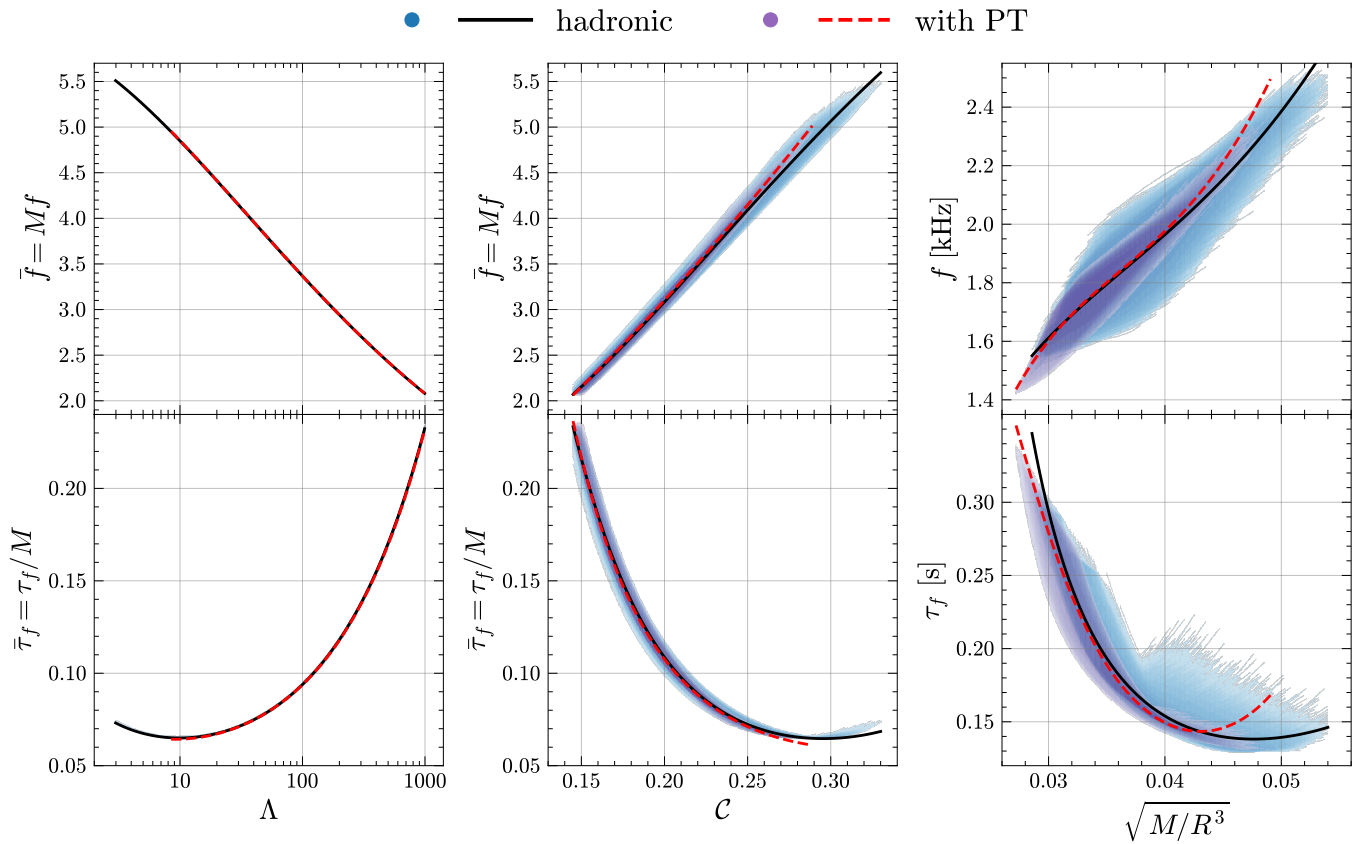 hadronic with PT
5.5
5.0
4.5
4.0
3.5
3.0
2.5
2.0
f̄ = Mf
5.5
5.0
4.5
4.0
3.5
3.0
2.5
2.0
f̄ = Mf
2.4
2.2
2.0
1.8
1.6
1.4
f [kHz]
0.20
0.15
0.10
0.05
τ̄_f = τ_f/M
10 100 1000
Λ
0.20
0.15
0.10
0.05
τ̄_f = τ_f/M
0.15 0.20 0.25 0.30
𝒞
0.30
0.25
0.20
0.15
τ_f [s]
0.03 0.04 0.05
√M/R³